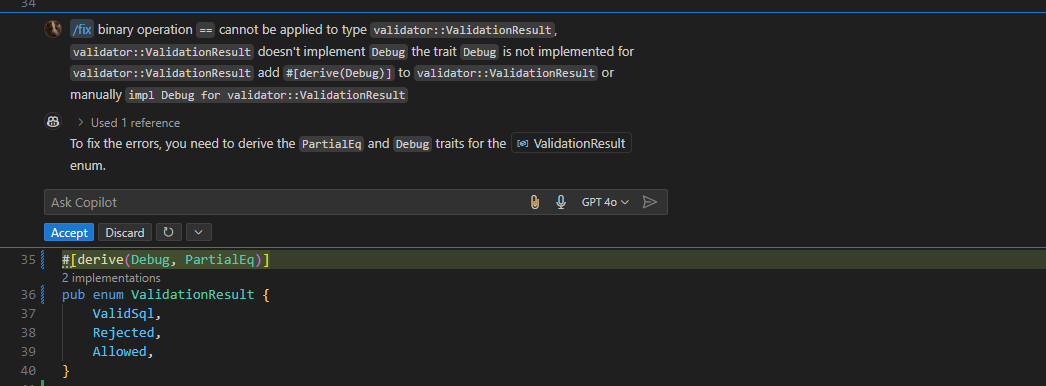 34
/fix binary operation == cannot be applied to type validator::ValidationResult,
validator::ValidationResult doesn't implement Debug the trait Debug is not implemented for
validator::ValidationResult add #[derive(Debug)] to validator::ValidationResult or
manually impl Debug for validator::ValidationResult
> Used 1 reference
To fix the errors, you need to derive the PartialEq and Debug traits for the ValidationResult
enum.
Ask Copilot GPT 4o
Accept Discard
35 #[derive(Debug, PartialEq)]
2 implementations
36 pub enum ValidationResult {
37 ValidSql,
38 Rejected,
39 Allowed,
40 }